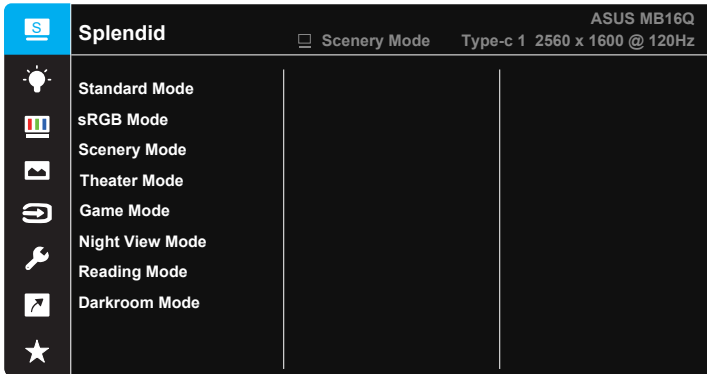 S
Splendid
ASUS MB16Q
Scenery Mode Type-c 1 2560 x 1600 @ 120Hz
Standard Mode
sRGB Mode
Scenery Mode
Theater Mode
Game Mode
Night View Mode
Reading Mode
Darkroom Mode